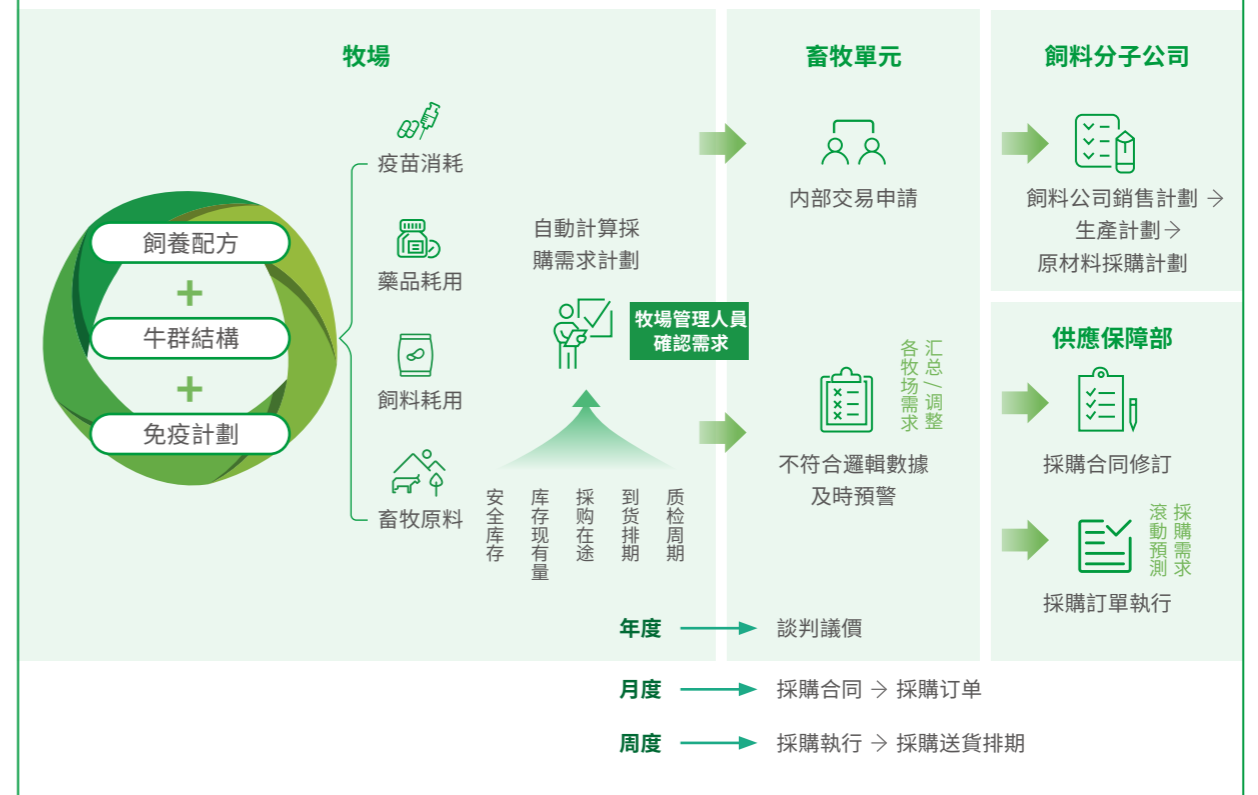 牧場
飼養配方
+
牛群結構
+
免疫計劃
疫苗消耗
藥品耗用
飼料耗用
畜牧原料
自動計算採
購需求計劃
牧場管理人員
確認需求
安全库存
库存现有量
採购在途
到货排期
质检周期
畜牧單元
内部交易申請
汇总/调整
各牧场需求
不符合邏輯數據
及時預警
飼料分子公司
飼料公司銷售計劃 →
生產計劃→
原材料採購計劃
供應保障部
採購合同修訂
採購需求
滾動預測
採購訂單執行
年度 → 談判議價
月度 → 採購合同 → 採購订单
周度 → 採購執行 → 採購送貨排期